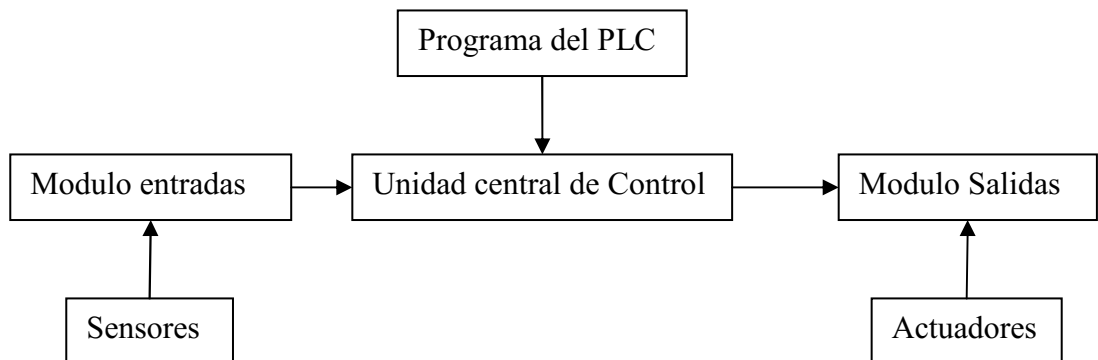 Programa del PLC
Modulo entradas
Unidad central de Control
Modulo Salidas
Sensores
Actuadores